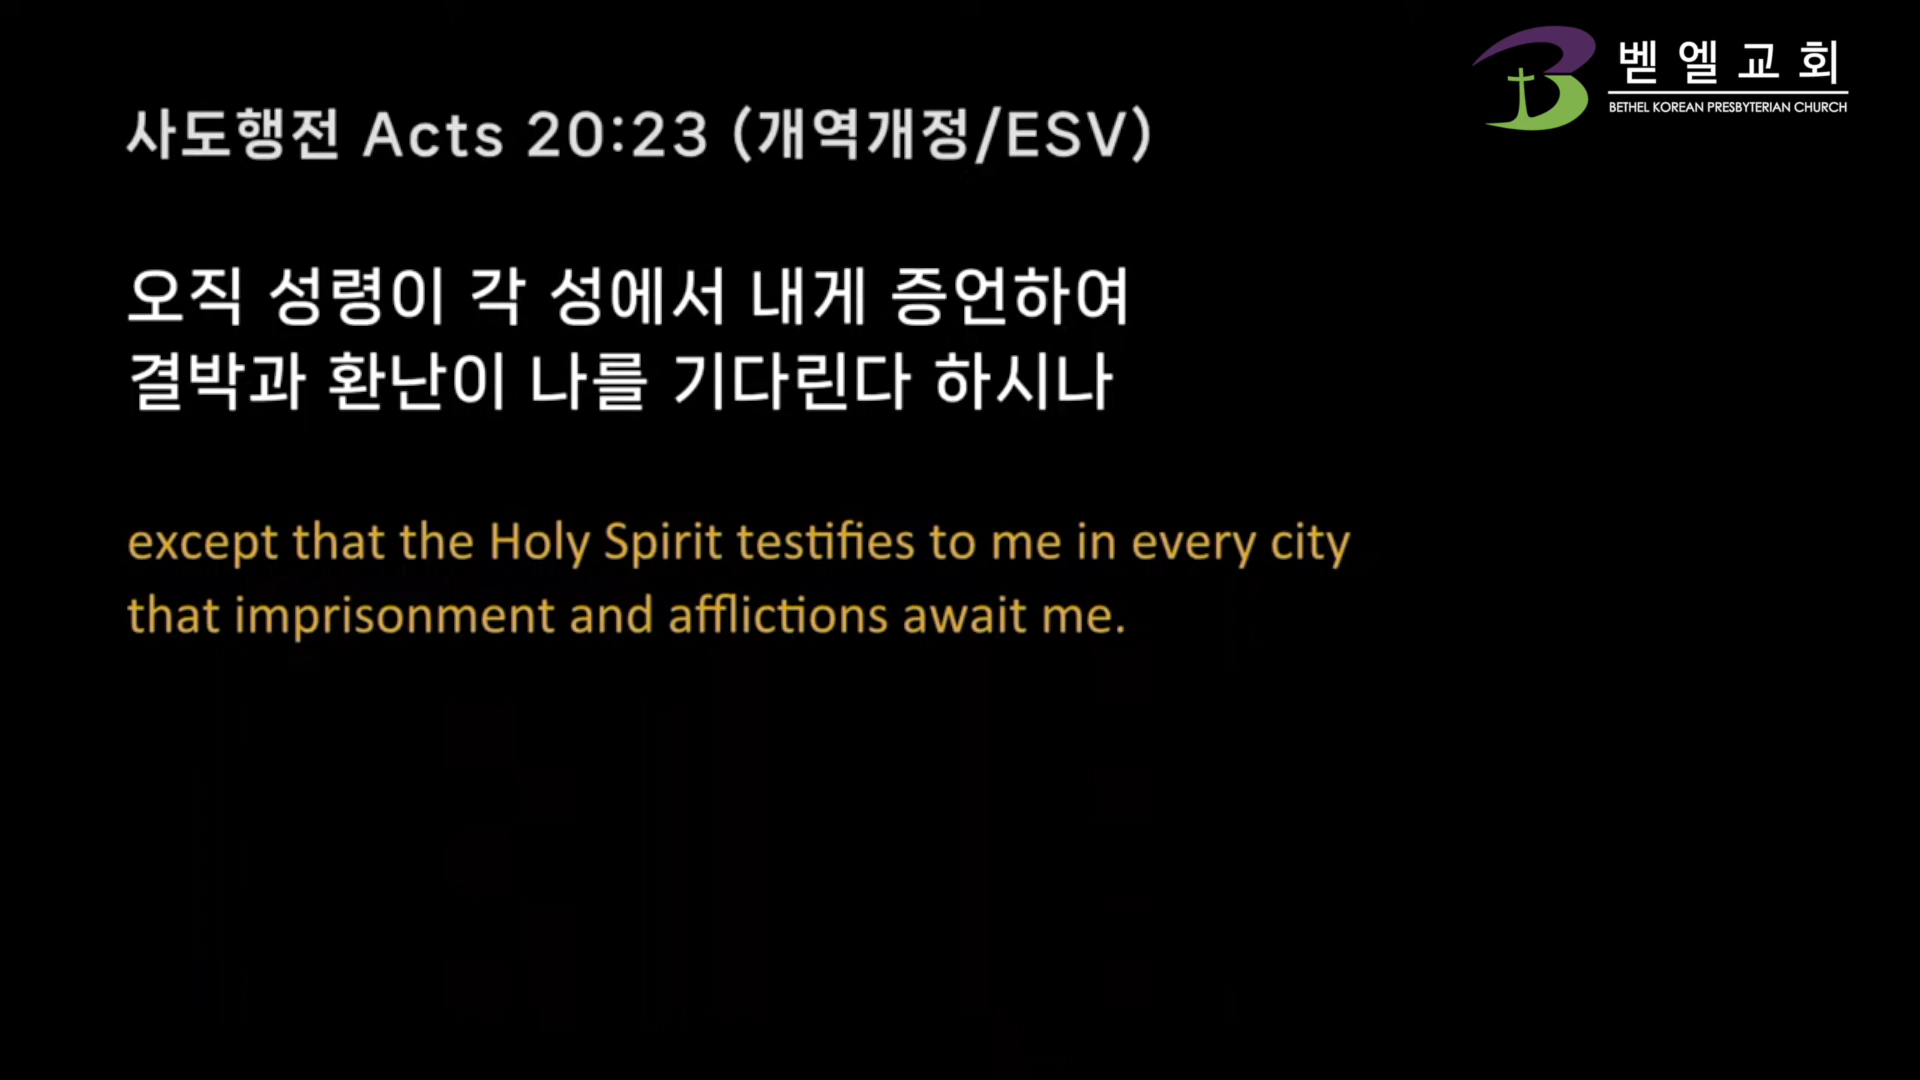 벧엘교회
BETHEL KOREAN PRESBYTERIAN CHURCH
사도행전 Acts 20:23 (개역개정/ESV)
오직 성령이 각 성에서 내게 증언하여
결박과 환난이 나를 기다린다 하시나
except that the Holy Spirit testifies to me in every city
that imprisonment and afflictions await me.